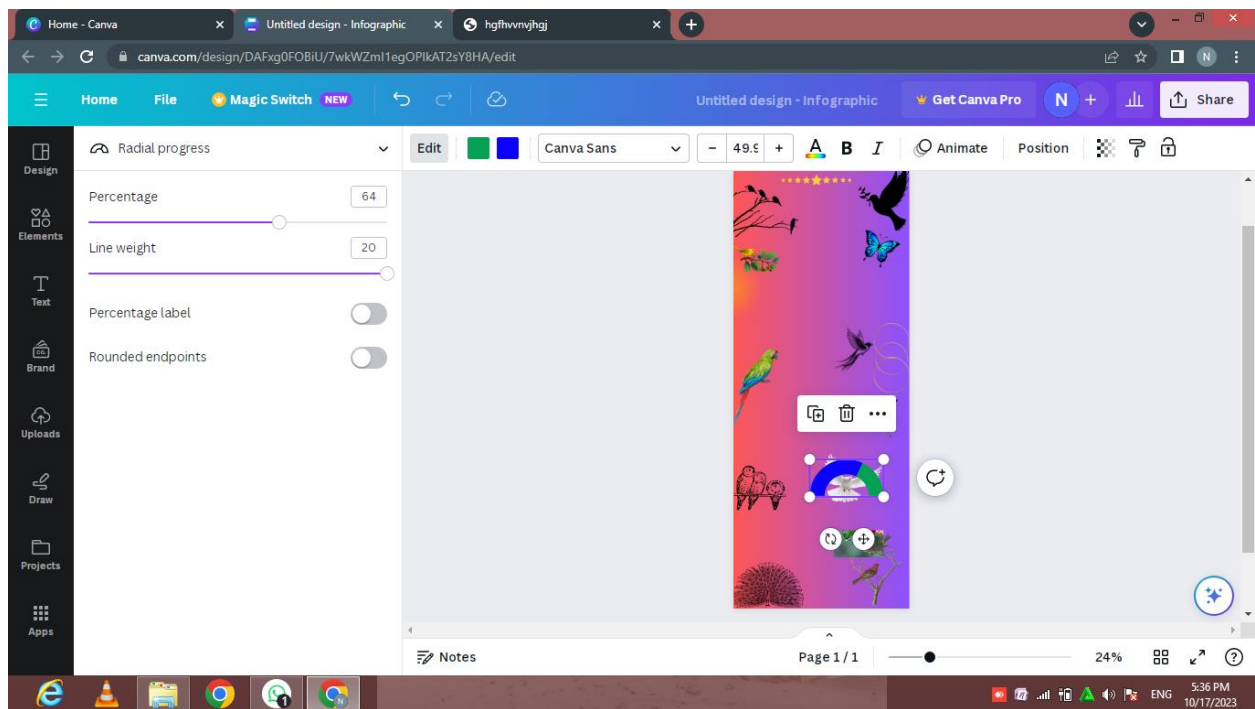 Home - Canva
Untitled design - Infographic
hgfhvvnvjhgj
canva.com/design/DAFxg0FOBiU/7wkWZml1egOPlkAT2sY8HA/edit
N
Home File Magic Switch NEW Untitled design - Infographic Get Canva Pro N + Share
Design
Elements
Text
Brand
Uploads
Draw
Projects
Apps
Radial progress
Percentage 64
Line weight 20
Percentage label
Rounded endpoints
Edit Canva Sans - 49.9 + A B I Animate Position
Notes Page 1 / 1 24%
ENG 5:36 PM
10/17/2023